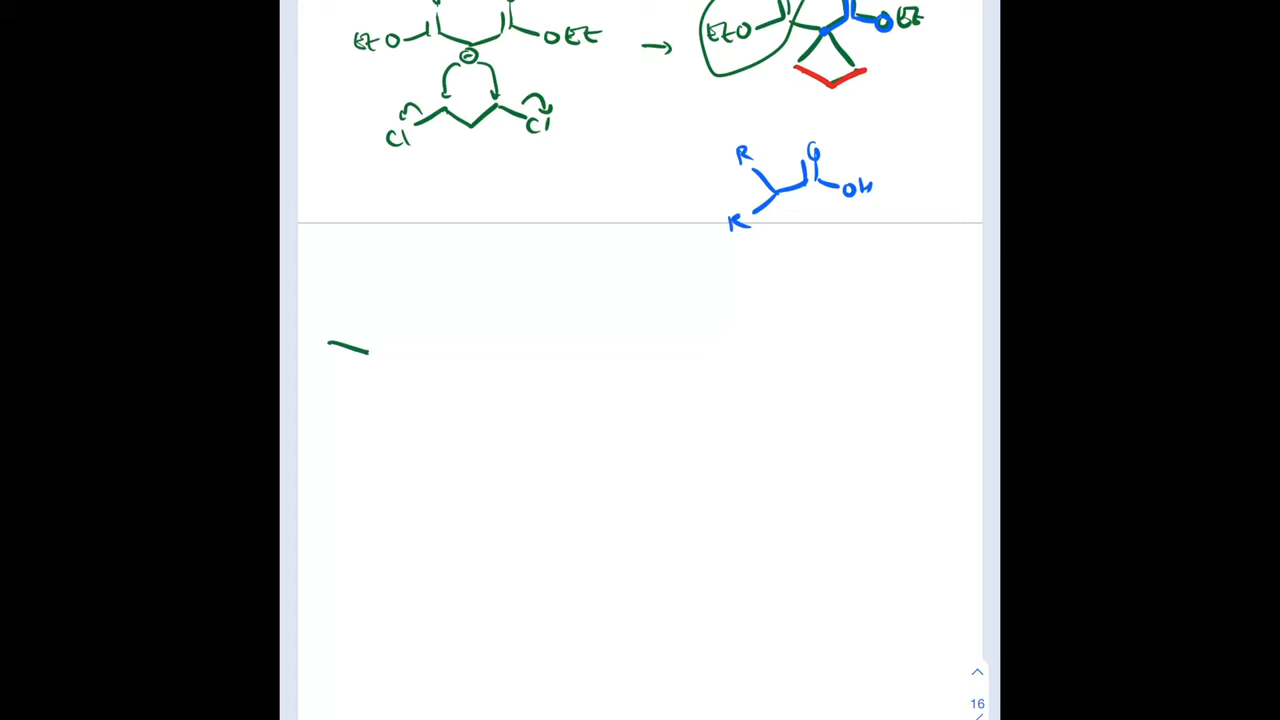 EtO OEt → EtO OEt
Cl Cl
R O
OH
R
16